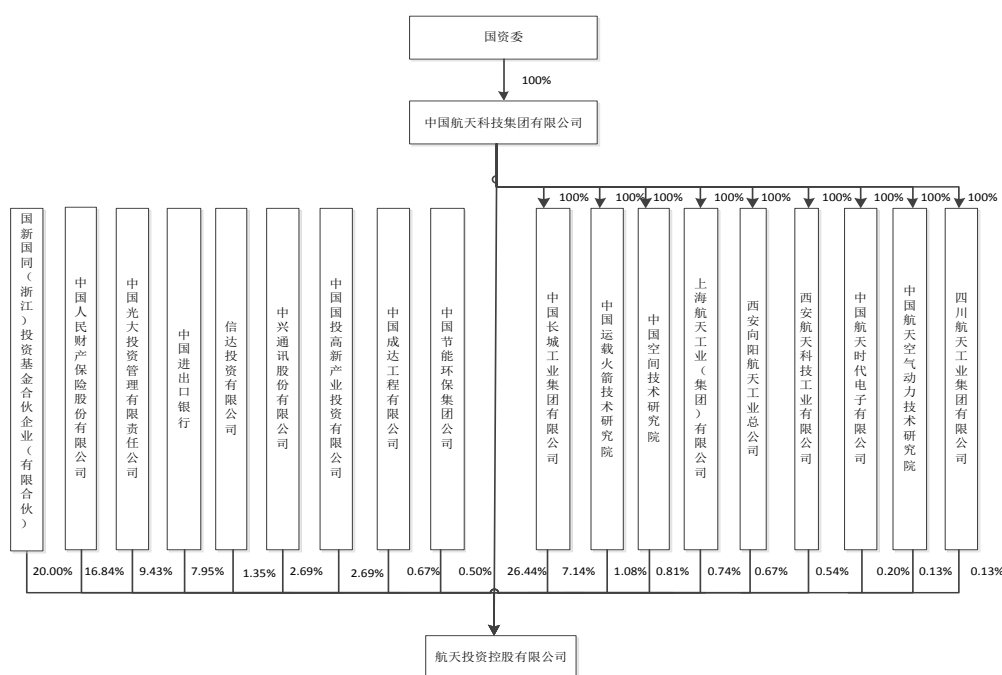 国资委
100%
中国航天科技集团有限公司
100%
100%
100%
100%
100%
100%
100%
100%
100%
国新国同（浙江）投资基金合伙企业（有限合伙）
中国人民财产保险股份有限公司
中国光大投资管理有限责任公司
中国进出口银行
信达投资有限公司
中兴通讯股份有限公司
中国国投高新产业投资有限公司
中国成达工程有限公司
中国节能环保集团公司
中国长城工业集团有限公司
中国运载火箭技术研究院
中国空间技术研究院
上海航天工业（集团）有限公司
西安向阳航天工业总公司
西安航天科技工业有限公司
中国航天时代电子有限公司
中国航天空气动力技术研究院
四川航天工业集团有限公司
20.00%
16.84%
9.43%
7.95%
1.35%
2.69%
2.69%
0.67%
0.50%
26.44%
7.14%
1.08%
0.81%
0.74%
0.67%
0.54%
0.20%
0.13%
0.13%
航天投资控股有限公司